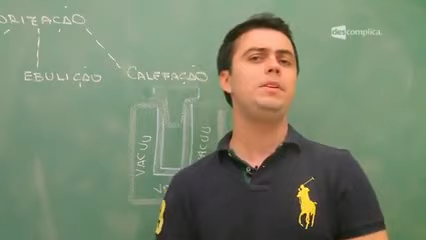 ORIZAÇÃO
descomplica.
EBULIÇÃO
CALEFAÇÃO
VÁCUO
VÁCUO